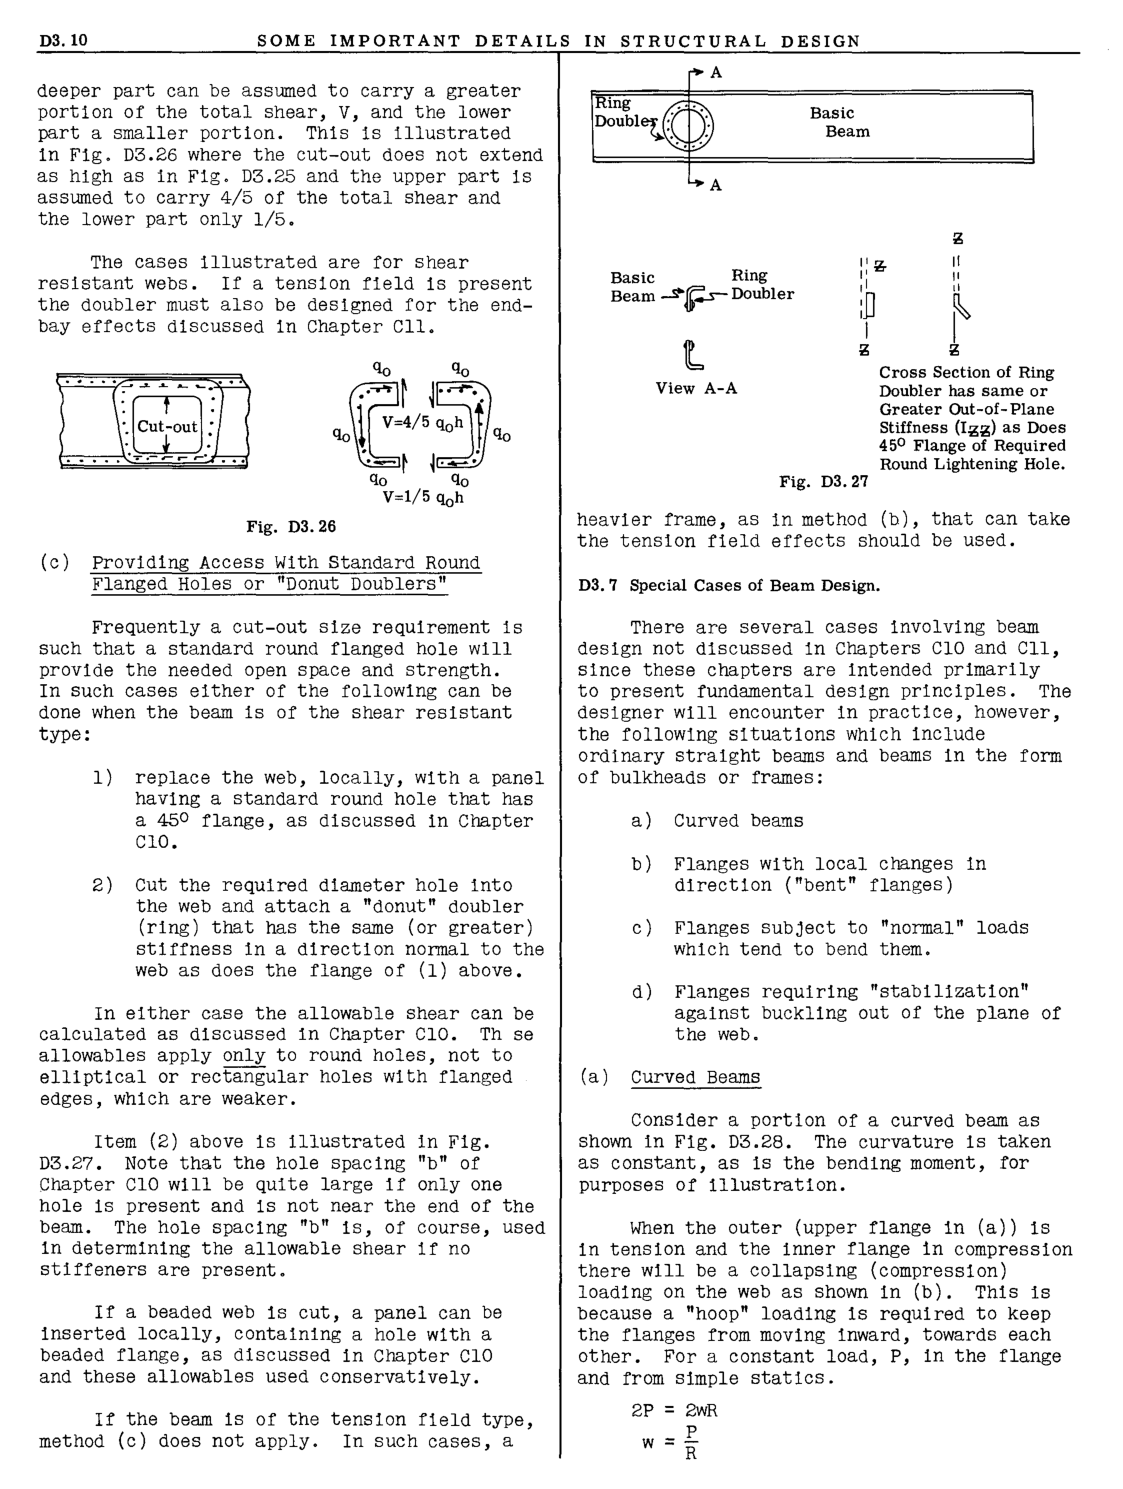 D3.10
SOME IMPORTANT DETAILS IN STRUCTURAL DESIGN
deeper part can be assumed to carry a greater
portion of the total shear, V, and the lower
part a smaller portion. This is illustrated
in Fig. D3.26 where the cut-out does not extend
as high as in Fig. D3.25 and the upper part is
assumed to carry 4/5 of the total shear and
the lower part only 1/5.
The cases illustrated are for shear
resistant webs. If a tension field is present
the doubler must also be designed for the end-
bay effects discussed in Chapter C11.
Cut-out
qo qo
V=4/5 qoh
qo qo
qo qo
V=1/5 qoh
Fig. D3.26
(c) Providing Access With Standard Round
Flanged Holes or "Donut Doublers"
Frequently a cut-out size requirement is
such that a standard round flanged hole will
provide the needed open space and strength.
In such cases either of the following can be
done when the beam is of the shear resistant
type:
1) replace the web, locally, with a panel
having a standard round hole that has
a 45º flange, as discussed in Chapter
C10.
2) Cut the required diameter hole into
the web and attach a "donut" doubler
(ring) that has the same (or greater)
stiffness in a direction normal to the
web as does the flange of (1) above.
In either case the allowable shear can be
calculated as discussed in Chapter C10. Th se
allowables apply only to round holes, not to
elliptical or rectangular holes with flanged
edges, which are weaker.
Item (2) above is illustrated in Fig.
D3.27. Note that the hole spacing "b" of
Chapter C10 will be quite large if only one
hole is present and is not near the end of the
beam. The hole spacing "b" is, of course, used
in determining the allowable shear if no
stiffeners are present.
If a beaded web is cut, a panel can be
inserted locally, containing a hole with a
beaded flange, as discussed in Chapter C10
and these allowables used conservatively.
If the beam is of the tension field type,
method (c) does not apply. In such cases, a
A
Ring
Doubler
Basic
Beam
A
Basic
Beam
Ring
Doubler
View A-A
Z
Z
Z
Z
Cross Section of Ring
Doubler has same or
Greater Out-of-Plane
Stiffness (IZZ) as Does
45º Flange of Required
Round Lightening Hole.
Fig. D3.27
heavier frame, as in method (b), that can take
the tension field effects should be used.
D3.7 Special Cases of Beam Design.
There are several cases involving beam
design not discussed in Chapters C10 and C11,
since these chapters are intended primarily
to present fundamental design principles. The
designer will encounter in practice, however,
the following situations which include
ordinary straight beams and beams in the form
of bulkheads or frames:
a) Curved beams
b) Flanges with local changes in
direction ("bent" flanges)
c) Flanges subject to "normal" loads
which tend to bend them.
d) Flanges requiring "stabilization"
against buckling out of the plane of
the web.
(a) Curved Beams
Consider a portion of a curved beam as
shown in Fig. D3.28. The curvature is taken
as constant, as is the bending moment, for
purposes of illustration.
When the outer (upper flange in (a)) is
in tension and the inner flange in compression
there will be a collapsing (compression)
loading on the web as shown in (b). This is
because a "hoop" loading is required to keep
the flanges from moving inward, towards each
other. For a constant load, P, in the flange
and from simple statics.
2P = 2wR
w = P/R